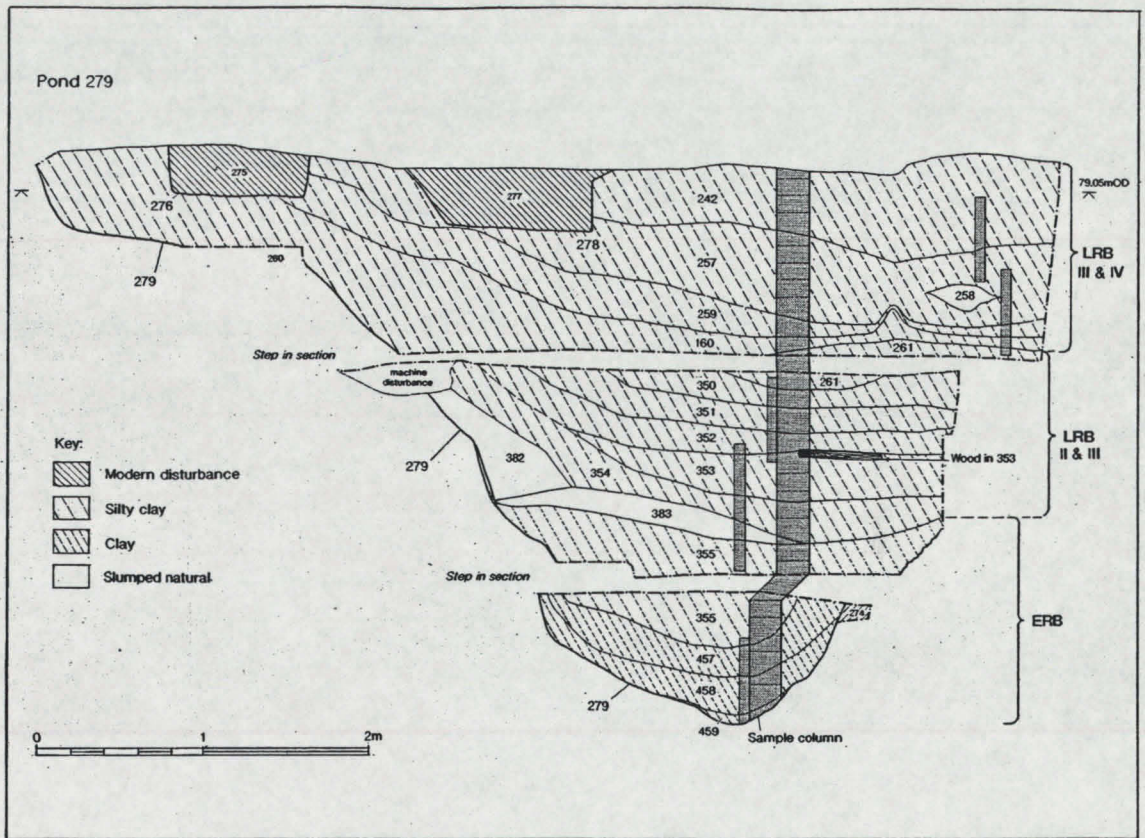 Pond 279
275
277
242
79.05mOD
276
278
LRB
III & IV
280
257
279
258
259
160
261
Step in section
machine
disturbance
350
261
351
352
LRB
II & III
Wood in 353
Key:
279
382
354
353
Modern disturbance
383
Silty clay
Clay
355
Slumped natural
Step in section
355
ERB
457
458
279
459
Sample column
0
1
2m